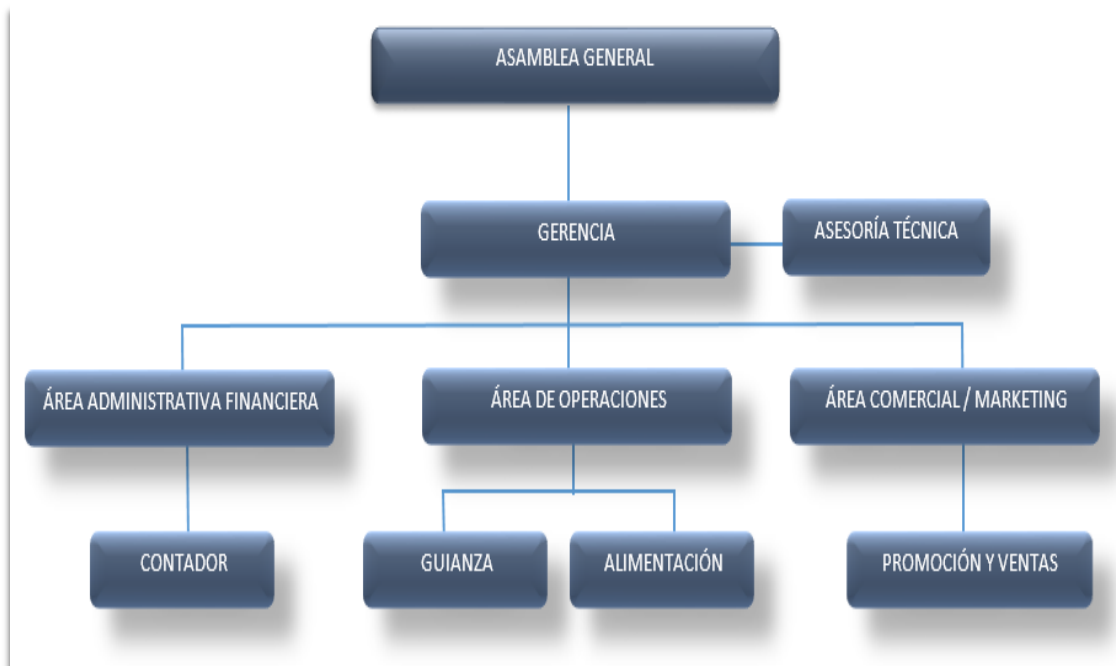 ASAMBLEA GENERAL
GERENCIA
ASESORÍA TÉCNICA
ÁREA ADMINISTRATIVA FINANCIERA
ÁREA DE OPERACIONES
ÁREA COMERCIAL / MARKETING
CONTADOR
GUIANZA
ALIMENTACIÓN
PROMOCIÓN Y VENTAS